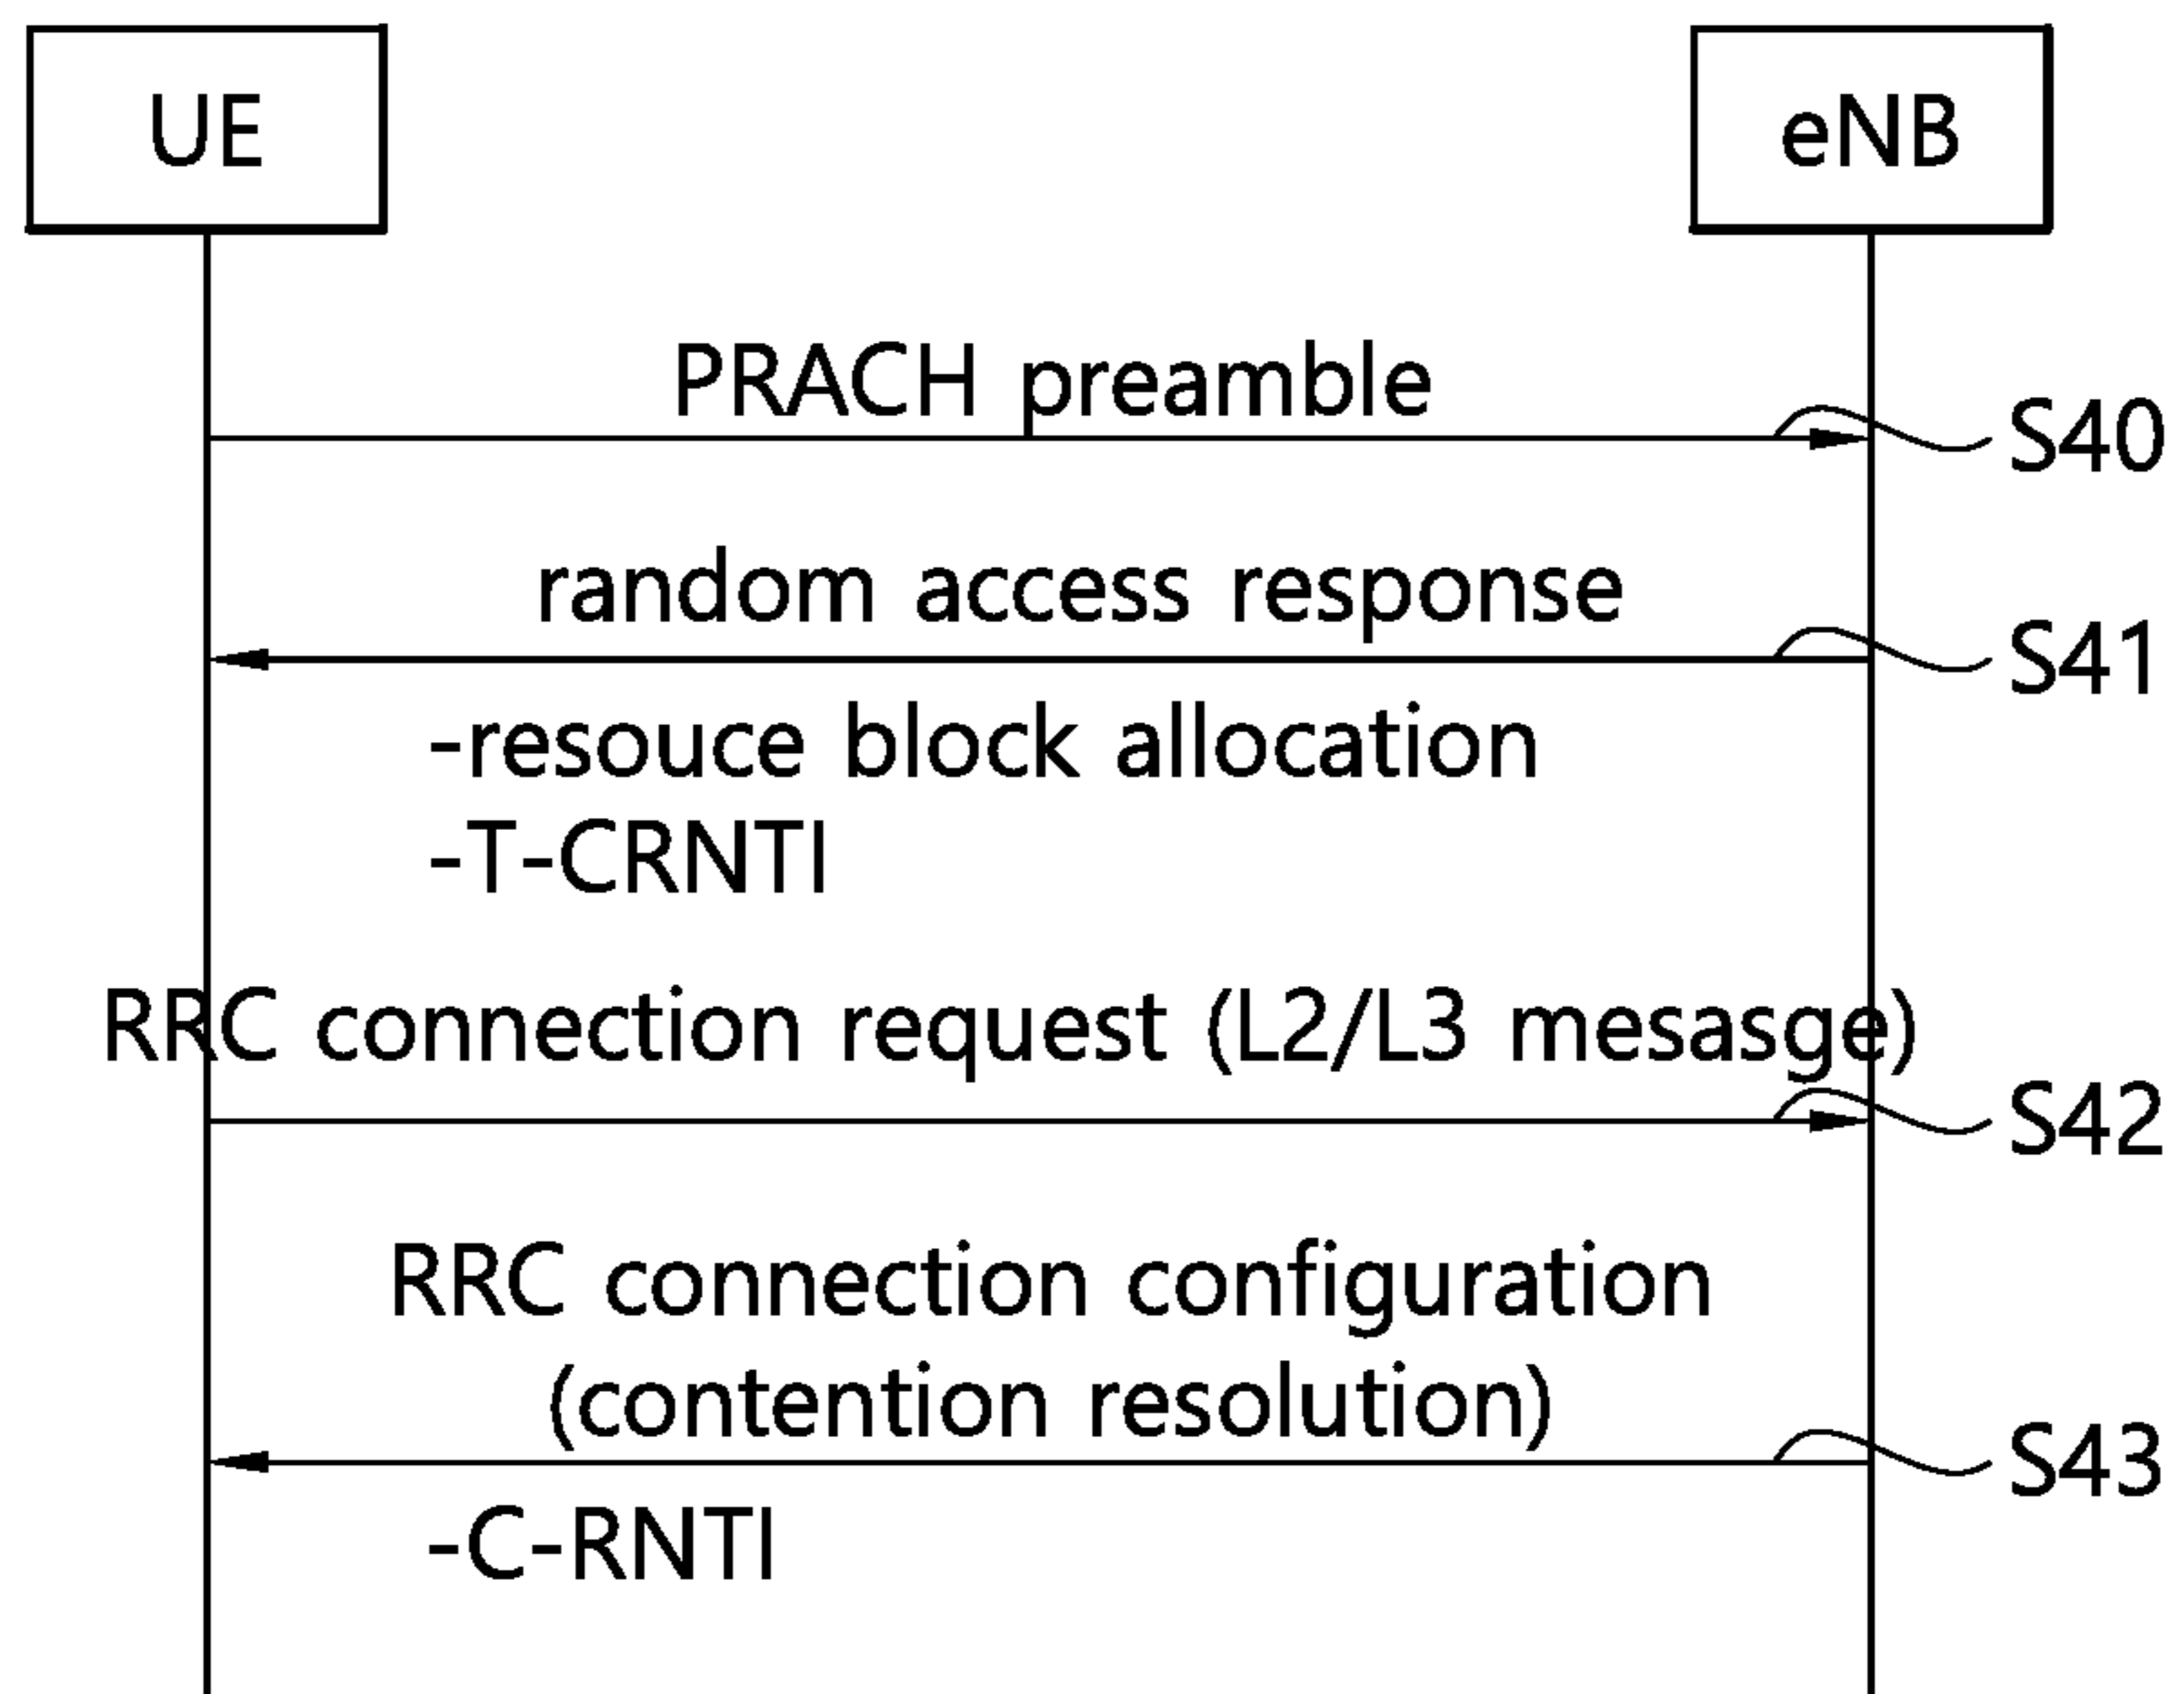 UE
eNB
PRACH preamble
S40
random access response
S41
-resouce block allocation
-T-CRNTI
RRC connection request (L2/L3 mesasge)
S42
RRC connection configuration
(contention resolution)
S43
-C-RNTI